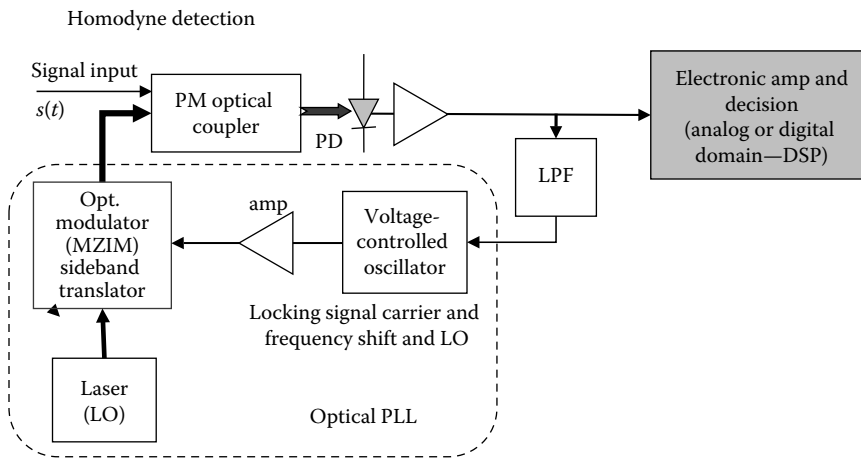 Homodyne detection
Signal input
s(t)
PM optical
coupler
PD
Electronic amp and
decision
(analog or digital
domain—DSP)
LPF
Opt.
modulator
(MZIM)
sideband
translator
amp
Voltage-
controlled
oscillator
Locking signal carrier and
frequency shift and LO
Laser
(LO)
Optical PLL